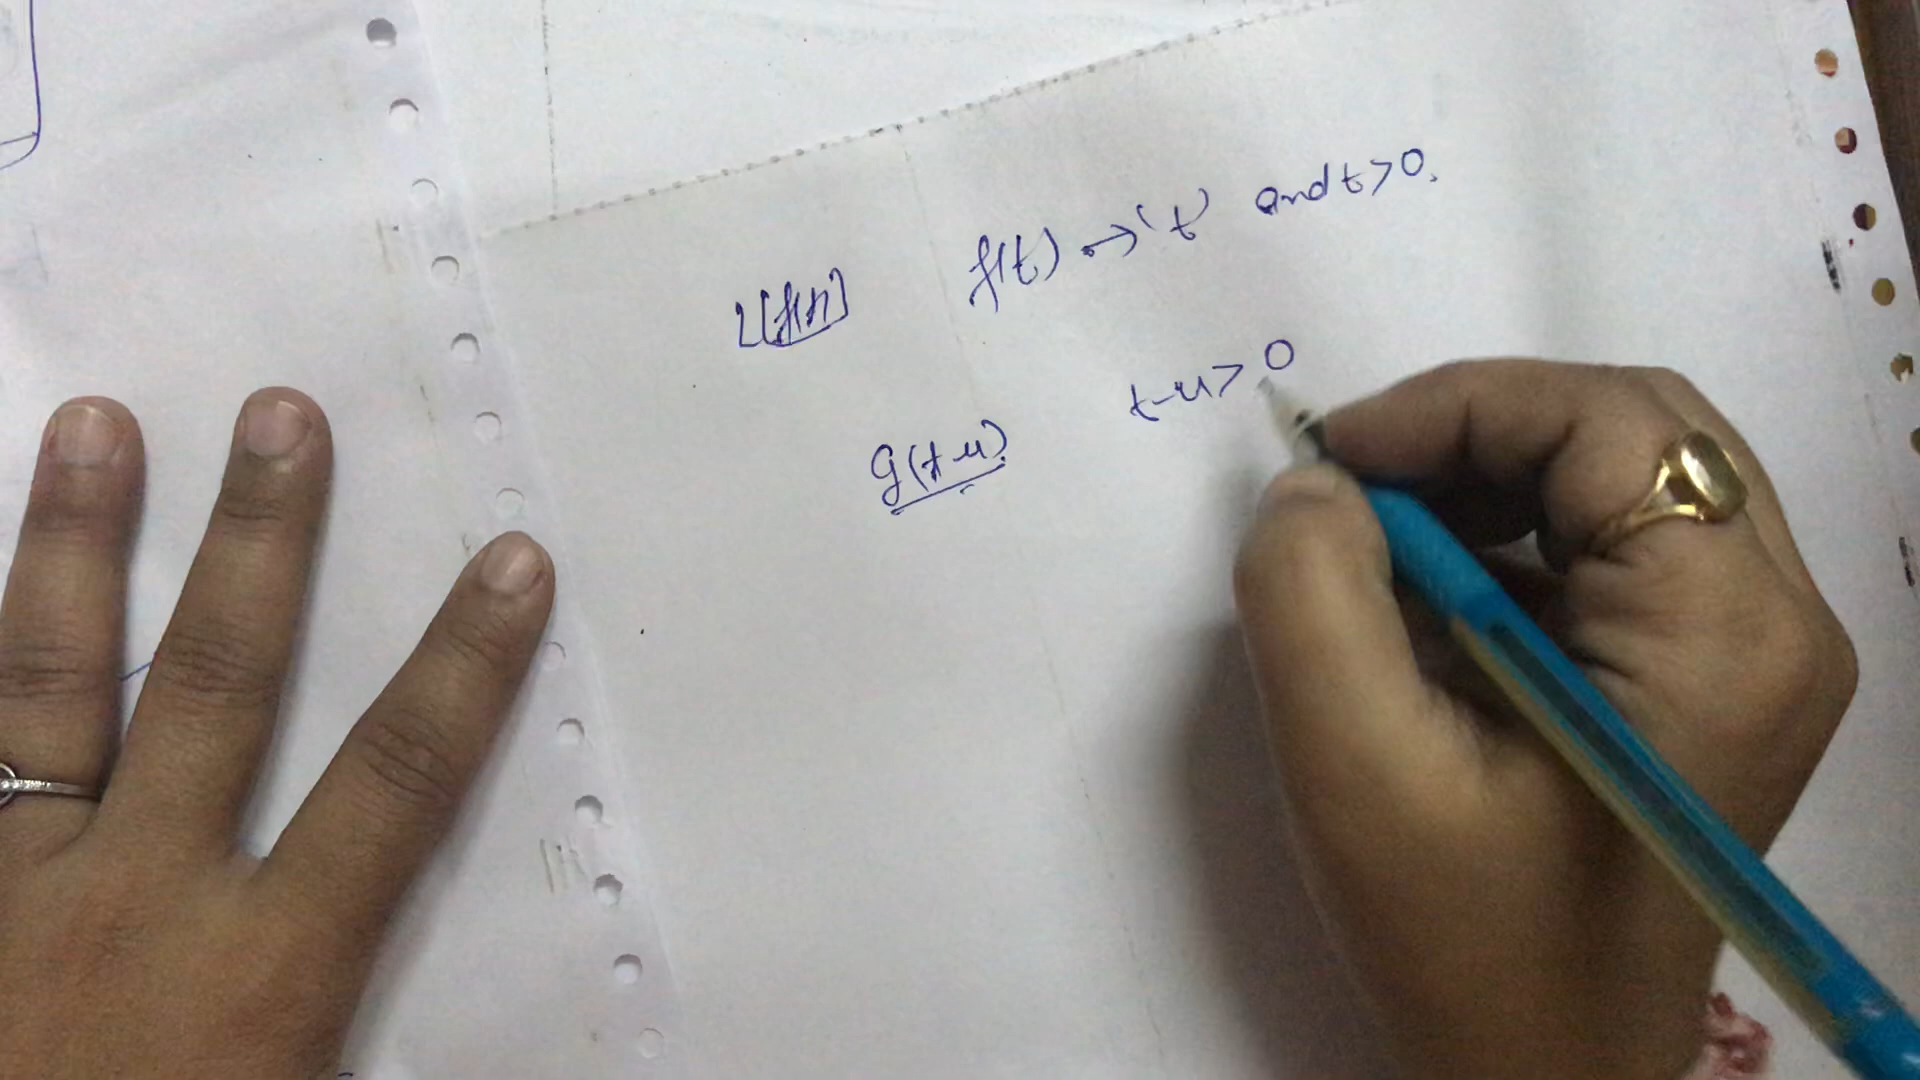 L[f(t)] f(t) → 't' and t>0.
g(t-u) t-u>0